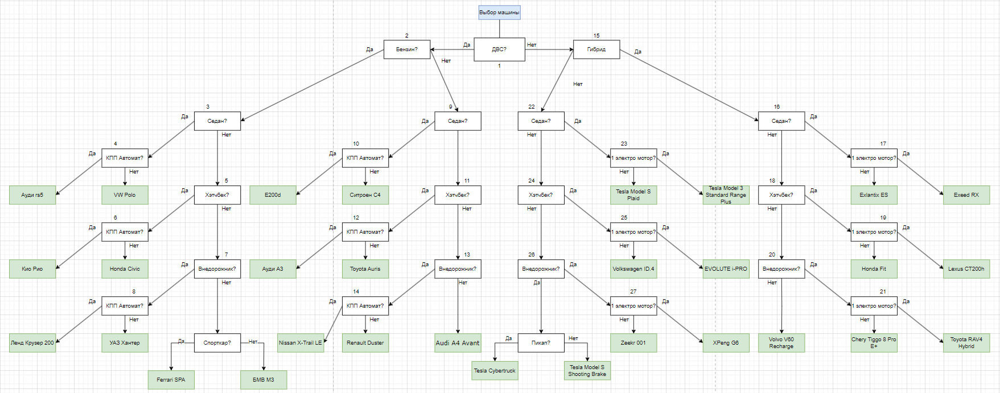 Выбор машины
2
15
Да
Да
ДВС?
Нет
Да
Бензин?
Гибрид
Нет
1
Нет
3
9
22
16
Да
Седан?
Да
Седан?
Седан?
Да
Седан?
Да
Нет
Нет
Нет
4
10
23
17
Да
КПП Автомат?
Да
КПП Автомат?
1 электро мотор?
Да
1 электро мотор?
Да
Нет
Нет
Нет
Нет
5
11
24
18
Ауди rs5
VW Polo
Да
Хэтчбек?
E200d
Ситроен С4
Да
Хэтчбек?
Хэтчбек?
Да
Tesla Model S
Plaid
Tesla Model 3
Standard Range
Plus
Хэтчбек?
Да
Exlantix ES
Exeed RX
Нет
Нет
Нет
Нет
6
12
25
19
Да
КПП Автомат?
Да
КПП Автомат?
1 электро мотор?
Да
1 электро мотор?
Да
Нет
Нет
Нет
Нет
7
13
26
20
Кио Рио
Honda Civic
Да
Внедорожник?
Ауди А3
Toyota Auris
Да
Внедорожник?
Внедорожник?
Да
Volkswagen ID.4
EVOLUTE i-PRO
Внедорожник?
Да
Honda Fit
Lexus CT200h
Нет
Нет
Да
Нет
8
14
27
21
Да
КПП Автомат?
Да
КПП Автомат?
1 электро мотор?
Да
1 электро мотор?
Да
Нет
Нет
Нет
Нет
Ленд Крузер 200
УАЗ Хантер
Да
Спорткар?
Нет
Nissan X-Trail LE
Renault Duster
Audi A4 Avant
Да
Пикап?
Нет
Zeekr 001
XPeng G6
Volvo V60
Recharge
Chery Tiggo 8 Pro
E+
Toyota RAV4
Hybrid
Ferrari SPA
БМВ М3
Tesla Cybertruck
Tesla Model S
Shooting Brake